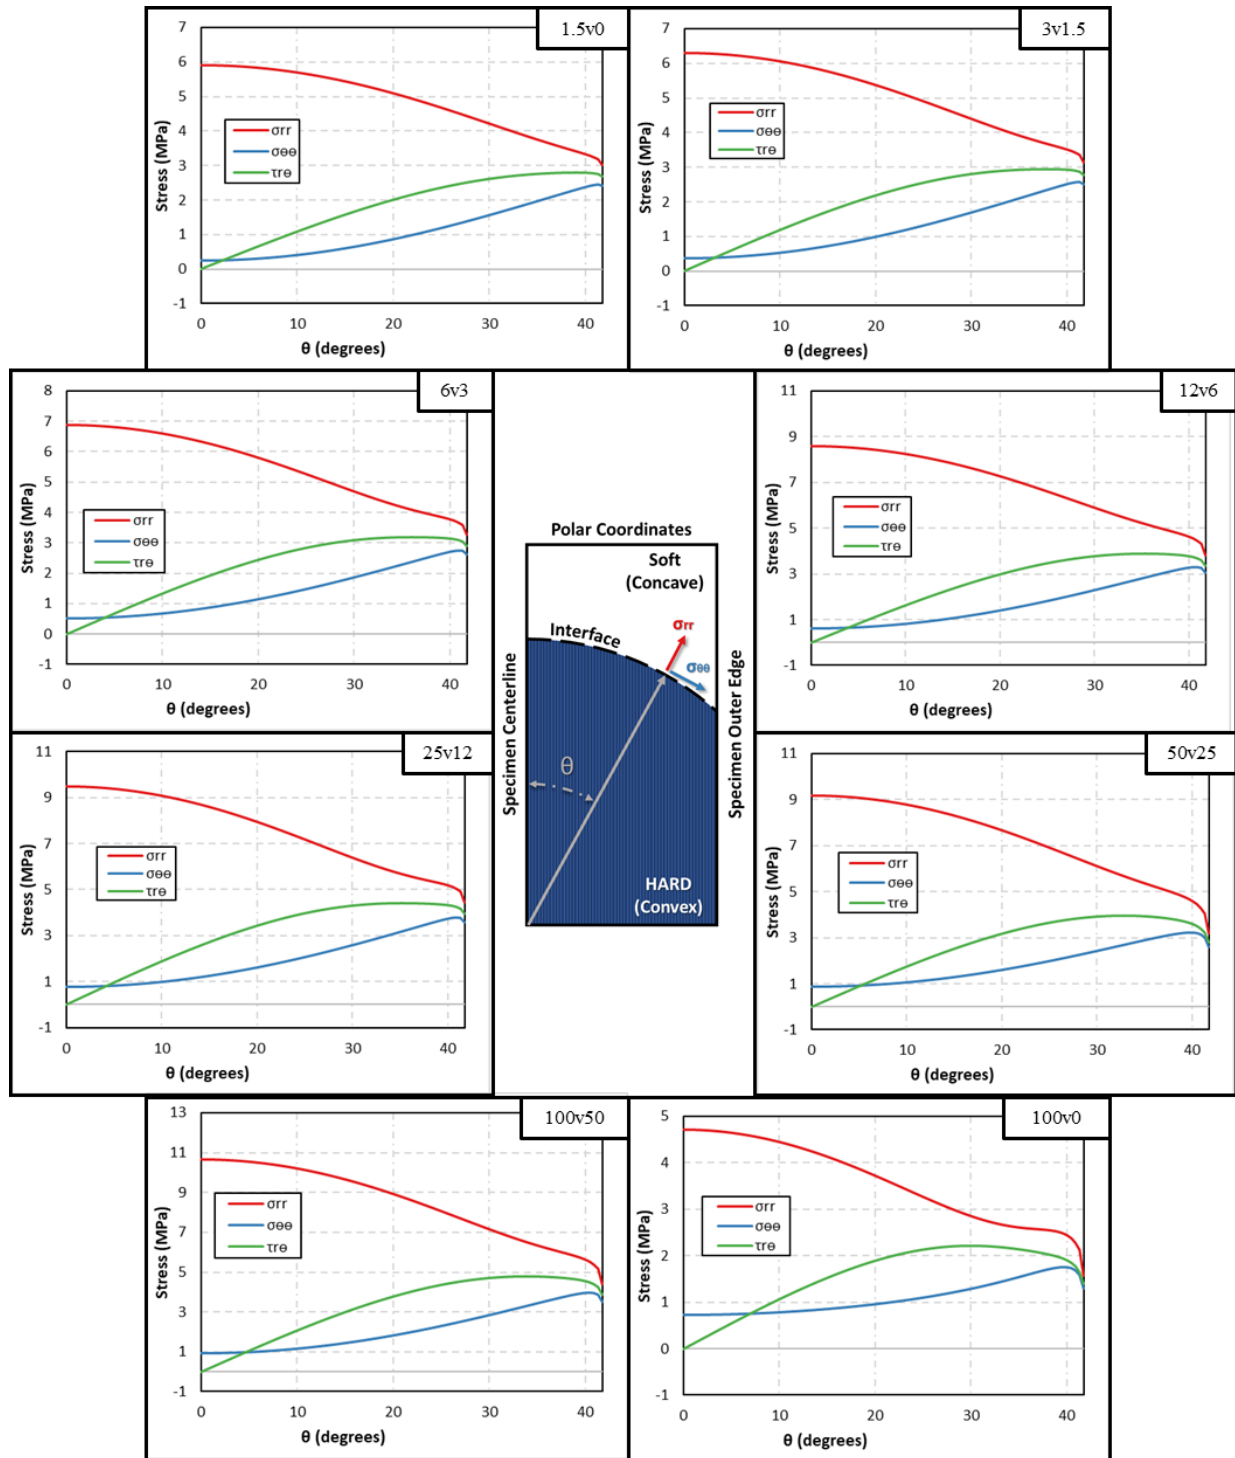 1.5v0
7
6
5
4
3
2
1
0
-1
Stress (MPa)
σrr
σθθ
τrθ
0 10 20 30 40
θ (degrees)
3v1.5
7
6
5
4
3
2
1
0
-1
Stress (MPa)
σrr
σθθ
τrθ
0 10 20 30 40
θ (degrees)
6v3
8
7
6
5
4
3
2
1
0
-1
Stress (MPa)
σrr
σθθ
τrθ
0 10 20 30 40
θ (degrees)
Polar Coordinates
Soft
(Concave)
Interface
σrr
σθθ
Specimen Centerline
Specimen Outer Edge
θ
HARD
(Convex)
12v6
11
9
7
5
3
1
-1
Stress (MPa)
σrr
σθθ
τrθ
0 10 20 30 40
θ (degrees)
25v12
11
9
7
5
3
1
-1
Stress (MPa)
σrr
σθθ
τrθ
0 10 20 30 40
θ (degrees)
50v25
11
9
7
5
3
1
-1
Stress (MPa)
σrr
σθθ
τrθ
0 10 20 30 40
θ (degrees)
100v50
13
11
9
7
5
3
1
-1
Stress (MPa)
σrr
σθθ
τrθ
0 10 20 30 40
θ (degrees)
100v0
5
4
3
2
1
0
-1
Stress (MPa)
σrr
σθθ
τrθ
0 10 20 30 40
θ (degrees)